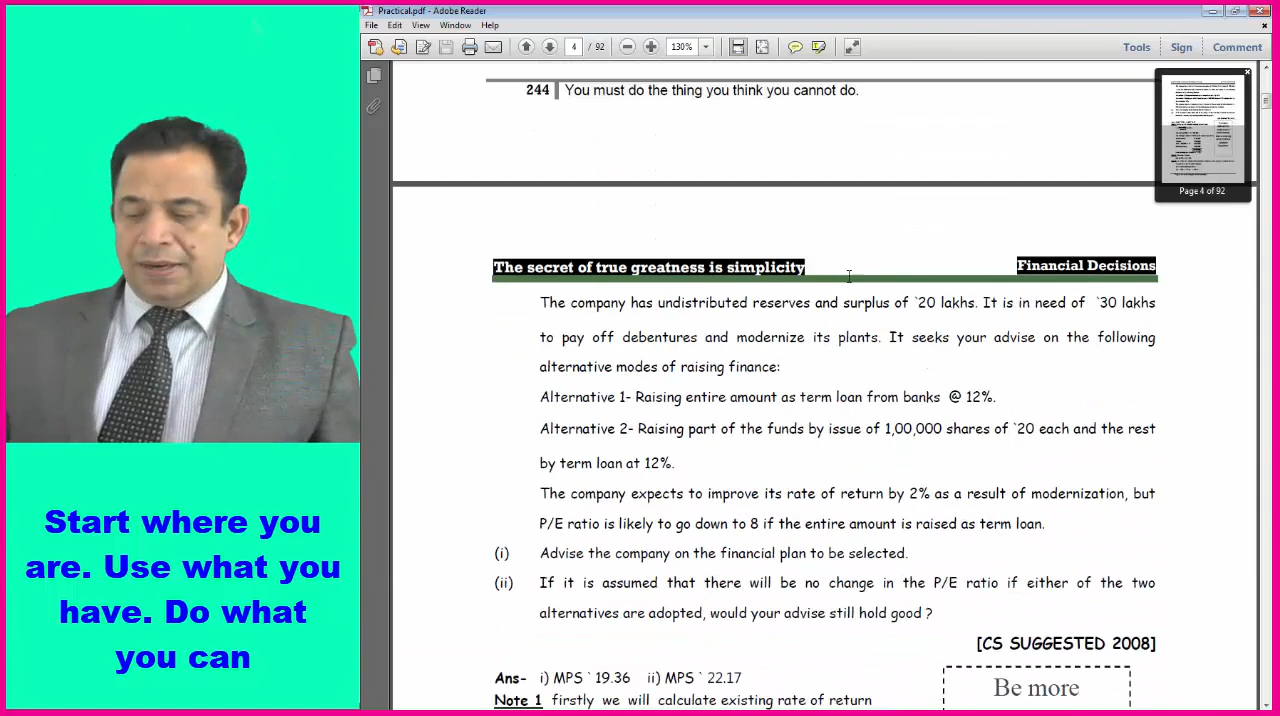 Practical.pdf - Adobe Reader
File Edit View Window Help
4 / 92 130% Tools Sign Comment
244 You must do the thing you think you cannot do.
Page 4 of 92
The secret of true greatness is simplicity Financial Decisions
The company has undistributed reserves and surplus of `20 lakhs. It is in need of `30 lakhs
to pay off debentures and modernize its plants. It seeks your advise on the following
alternative modes of raising finance:
Alternative 1- Raising entire amount as term loan from banks @ 12%.
Alternative 2- Raising part of the funds by issue of 1,00,000 shares of `20 each and the rest
by term loan at 12%.
The company expects to improve its rate of return by 2% as a result of modernization, but
P/E ratio is likely to go down to 8 if the entire amount is raised as term loan.
(i) Advise the company on the financial plan to be selected.
(ii) If it is assumed that there will be no change in the P/E ratio if either of the two
alternatives are adopted, would your advise still hold good ?
[CS SUGGESTED 2008]
Ans- i) MPS ` 19.36 ii) MPS ` 22.17
Note 1 firstly we will calculate existing rate of return
Be more
Start where you
are. Use what you
have. Do what
you can